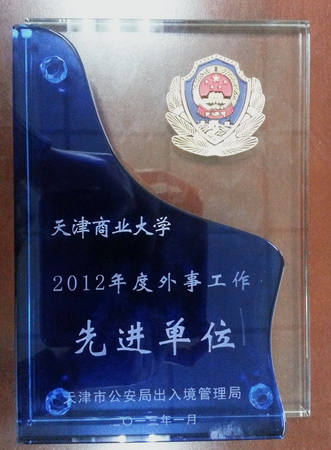 天津商业大学
2012年度外事工作
先进单位
天津市公安局出入境管理局
二〇一三年一月